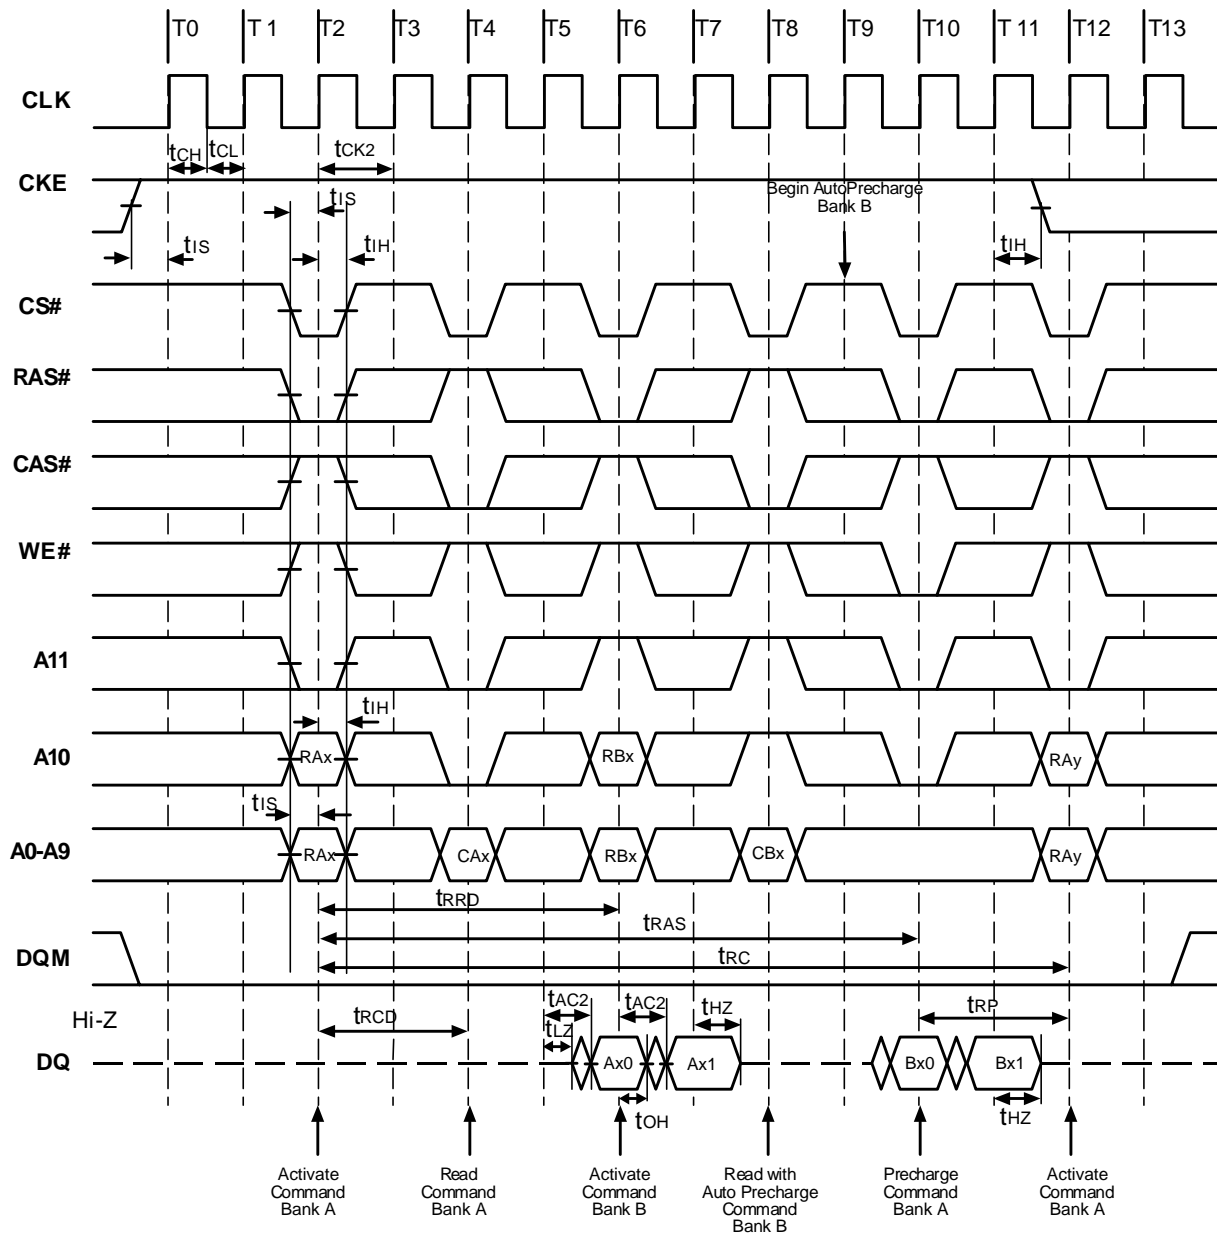 T0 T1 T2 T3 T4 T5 T6 T7 T8 T9 T10 T11 T12 T13
CLK
tCH tCL tCK2
CKE
Begin AutoPrecharge
Bank B
tIS
tIS tIH tIH
CS#
RAS#
CAS#
WE#
A11
tIH
A10 RAx RBx RAy
tIS
A0-A9 RAx CAx RBx CBx RAy
tRRD
tRAS
DQM tRC
Hi-Z tRCD tAC2 tAC2 tHZ tRP
tLZ
DQ Ax0 Ax1 Bx0 Bx1
tOH tHZ
Activate
Command
Bank A
Read
Command
Bank A
Activate
Command
Bank B
Read with
Auto Precharge
Command
Bank B
Precharge
Command
Bank A
Activate
Command
Bank A